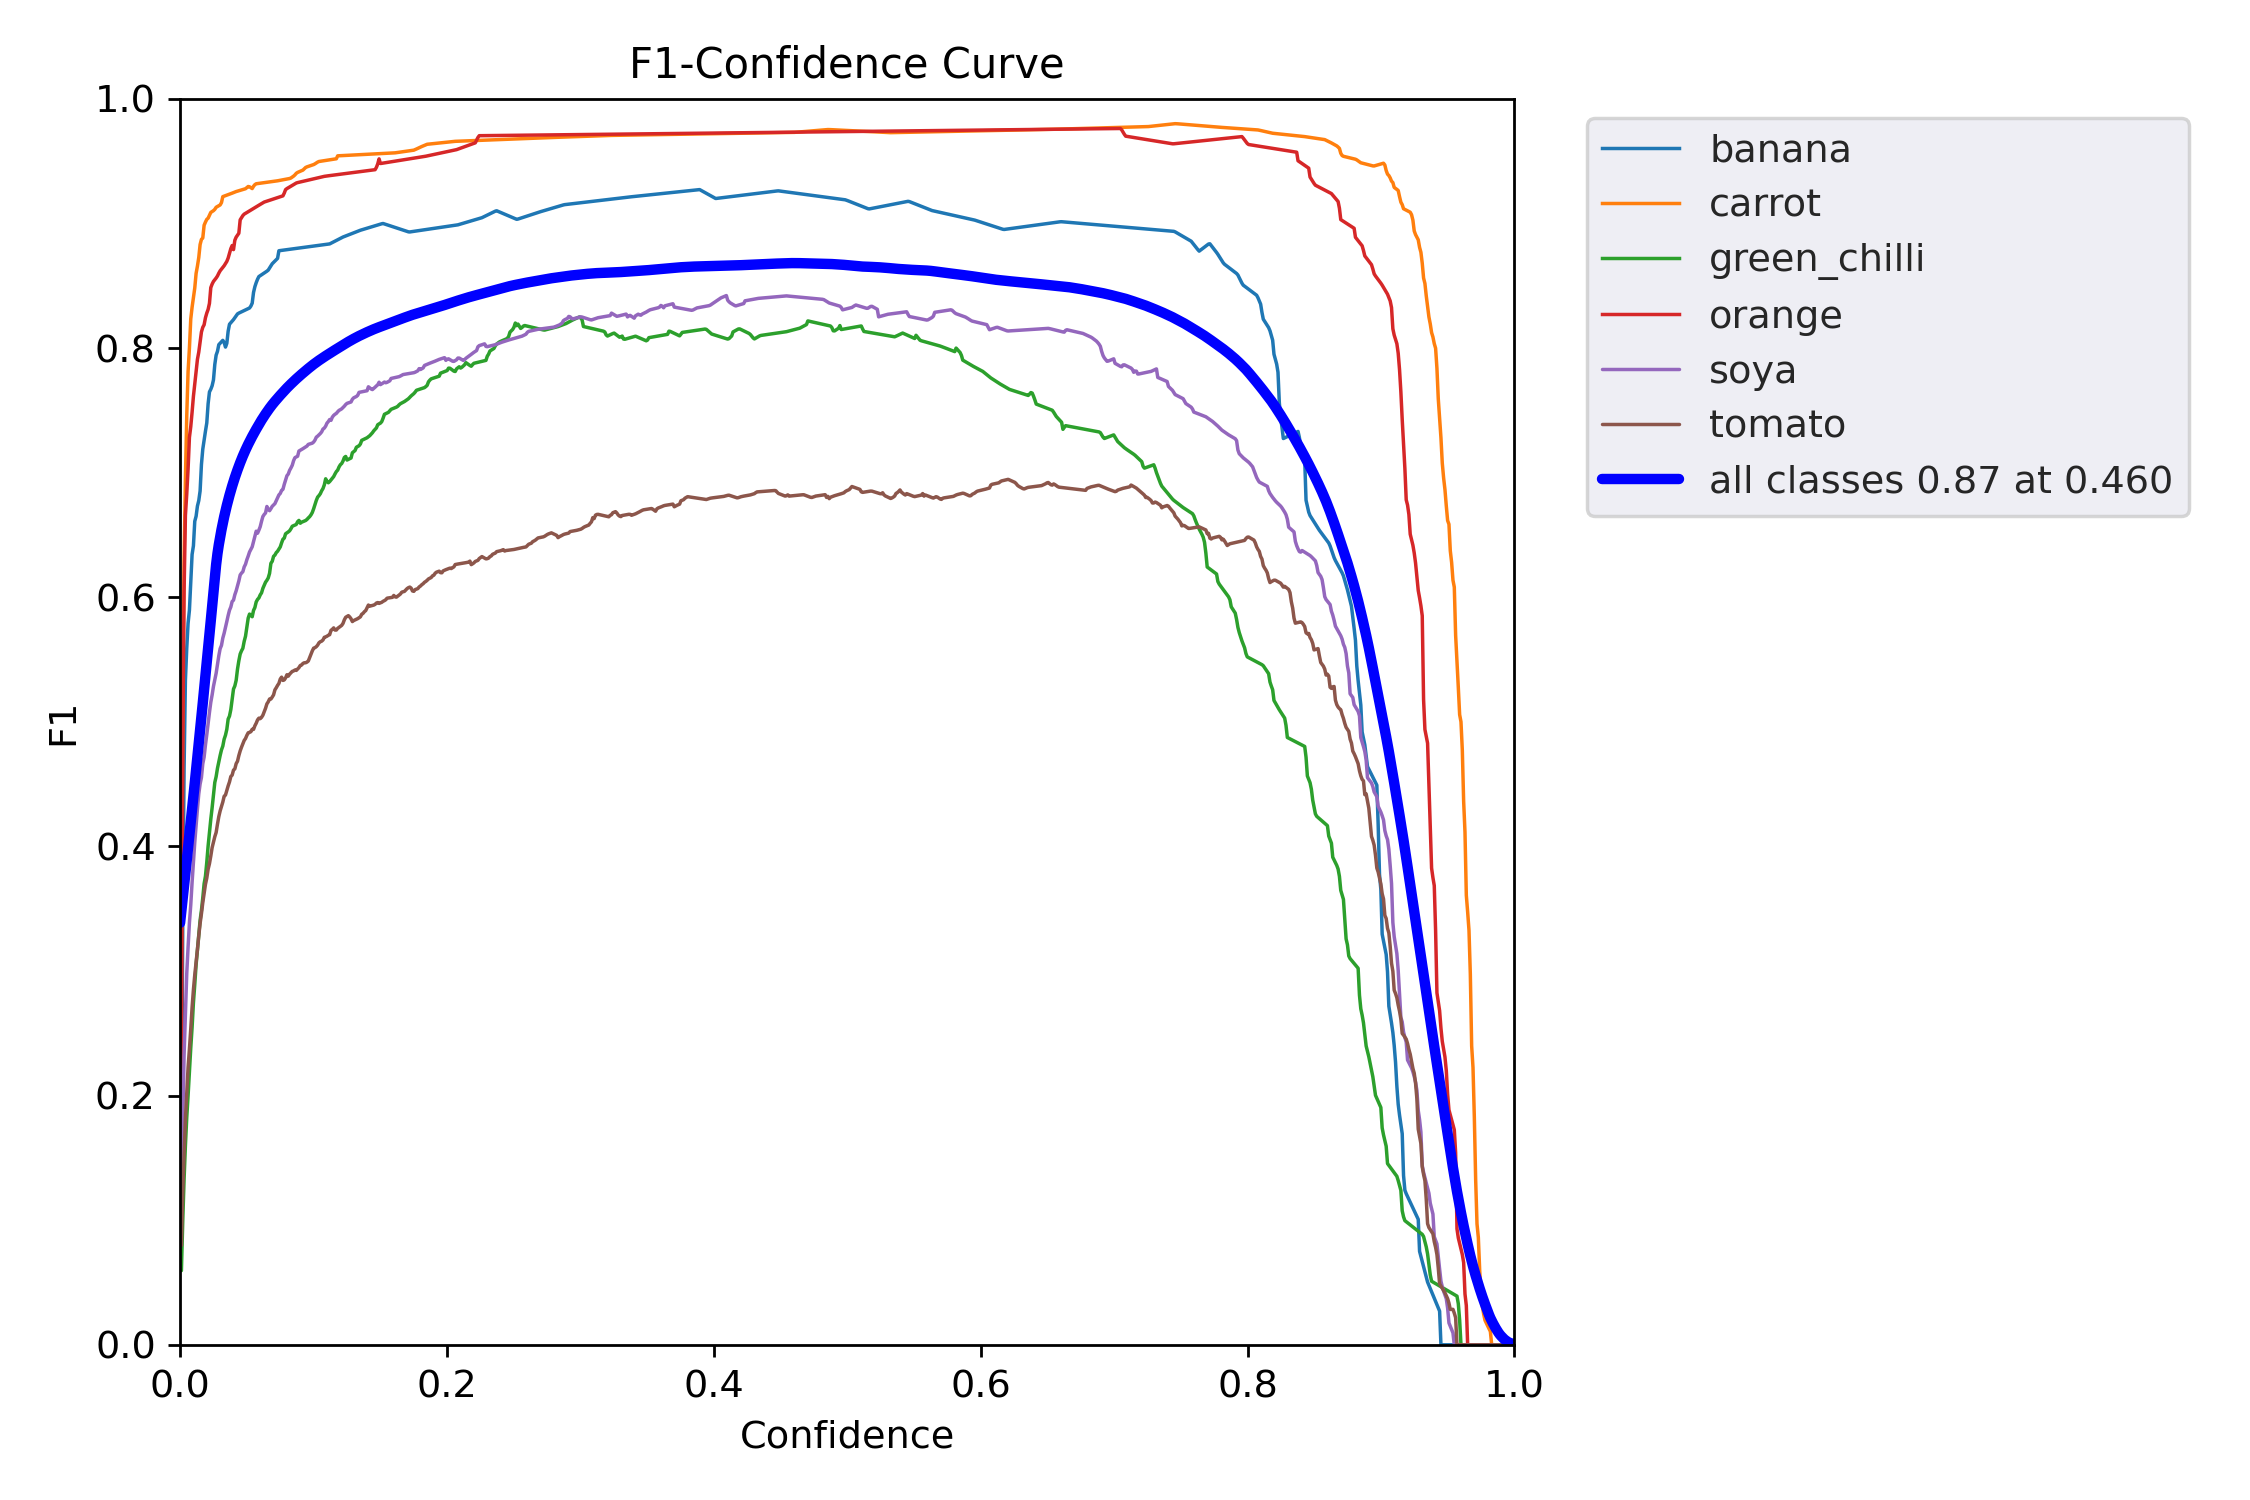 F1-Confidence Curve
1.0
0.8
0.6
0.4
0.2
0.0
F1
0.0 0.2 0.4 0.6 0.8 1.0
Confidence
banana
carrot
green_chilli
orange
soya
tomato
all classes 0.87 at 0.460